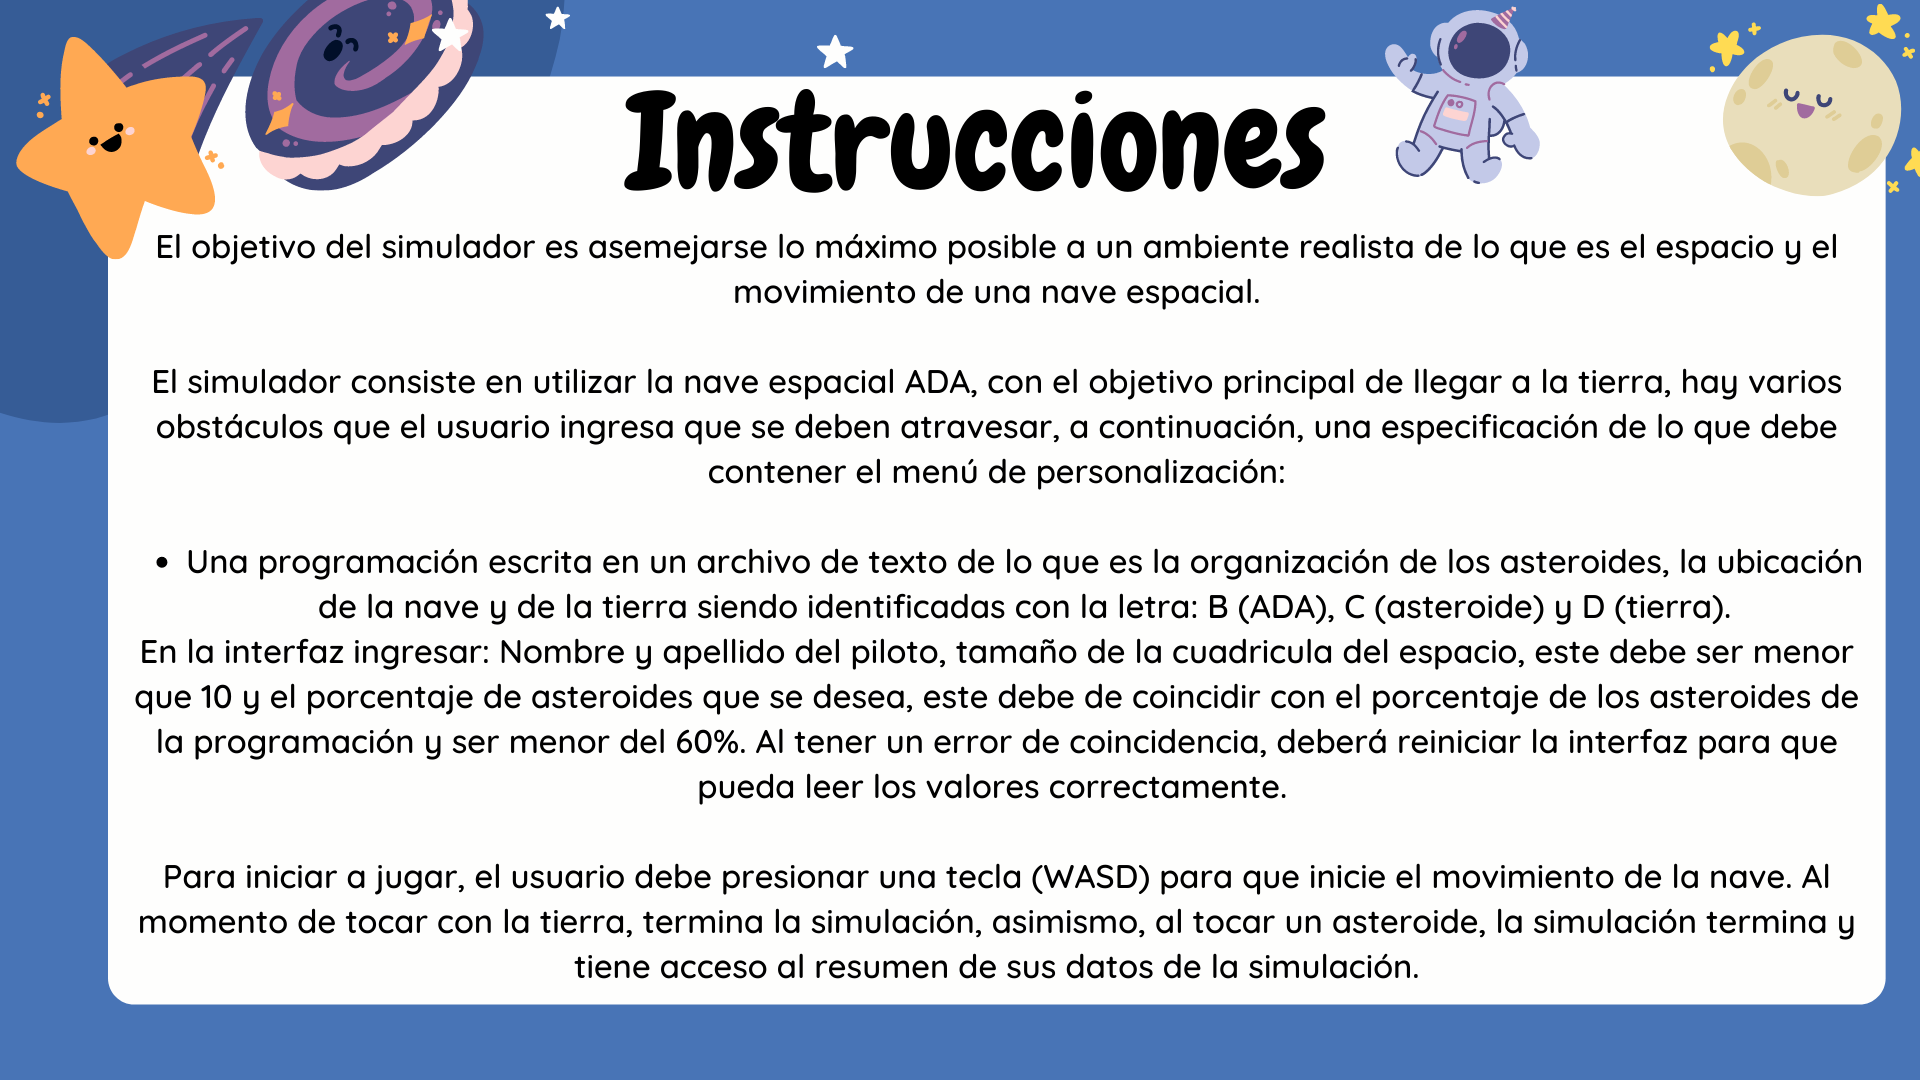 Instrucciones
El objetivo del simulador es asemejarse lo máximo posible a un ambiente realista de lo que es el espacio y el
movimiento de una nave espacial.
El simulador consiste en utilizar la nave espacial ADA, con el objetivo principal de llegar a la tierra, hay varios
obstáculos que el usuario ingresa que se deben atravesar, a continuación, una especificación de lo que debe
contener el menú de personalización:
• Una programación escrita en un archivo de texto de lo que es la organización de los asteroides, la ubicación
de la nave y de la tierra siendo identificadas con la letra: B (ADA), C (asteroide) y D (tierra).
En la interfaz ingresar: Nombre y apellido del piloto, tamaño de la cuadricula del espacio, este debe ser menor
que 10 y el porcentaje de asteroides que se desea, este debe de coincidir con el porcentaje de los asteroides de
la programación y ser menor del 60%. Al tener un error de coincidencia, deberá reiniciar la interfaz para que
pueda leer los valores correctamente.
Para iniciar a jugar, el usuario debe presionar una tecla (WASD) para que inicie el movimiento de la nave. Al
momento de tocar con la tierra, termina la simulación, asimismo, al tocar un asteroide, la simulación termina y
tiene acceso al resumen de sus datos de la simulación.